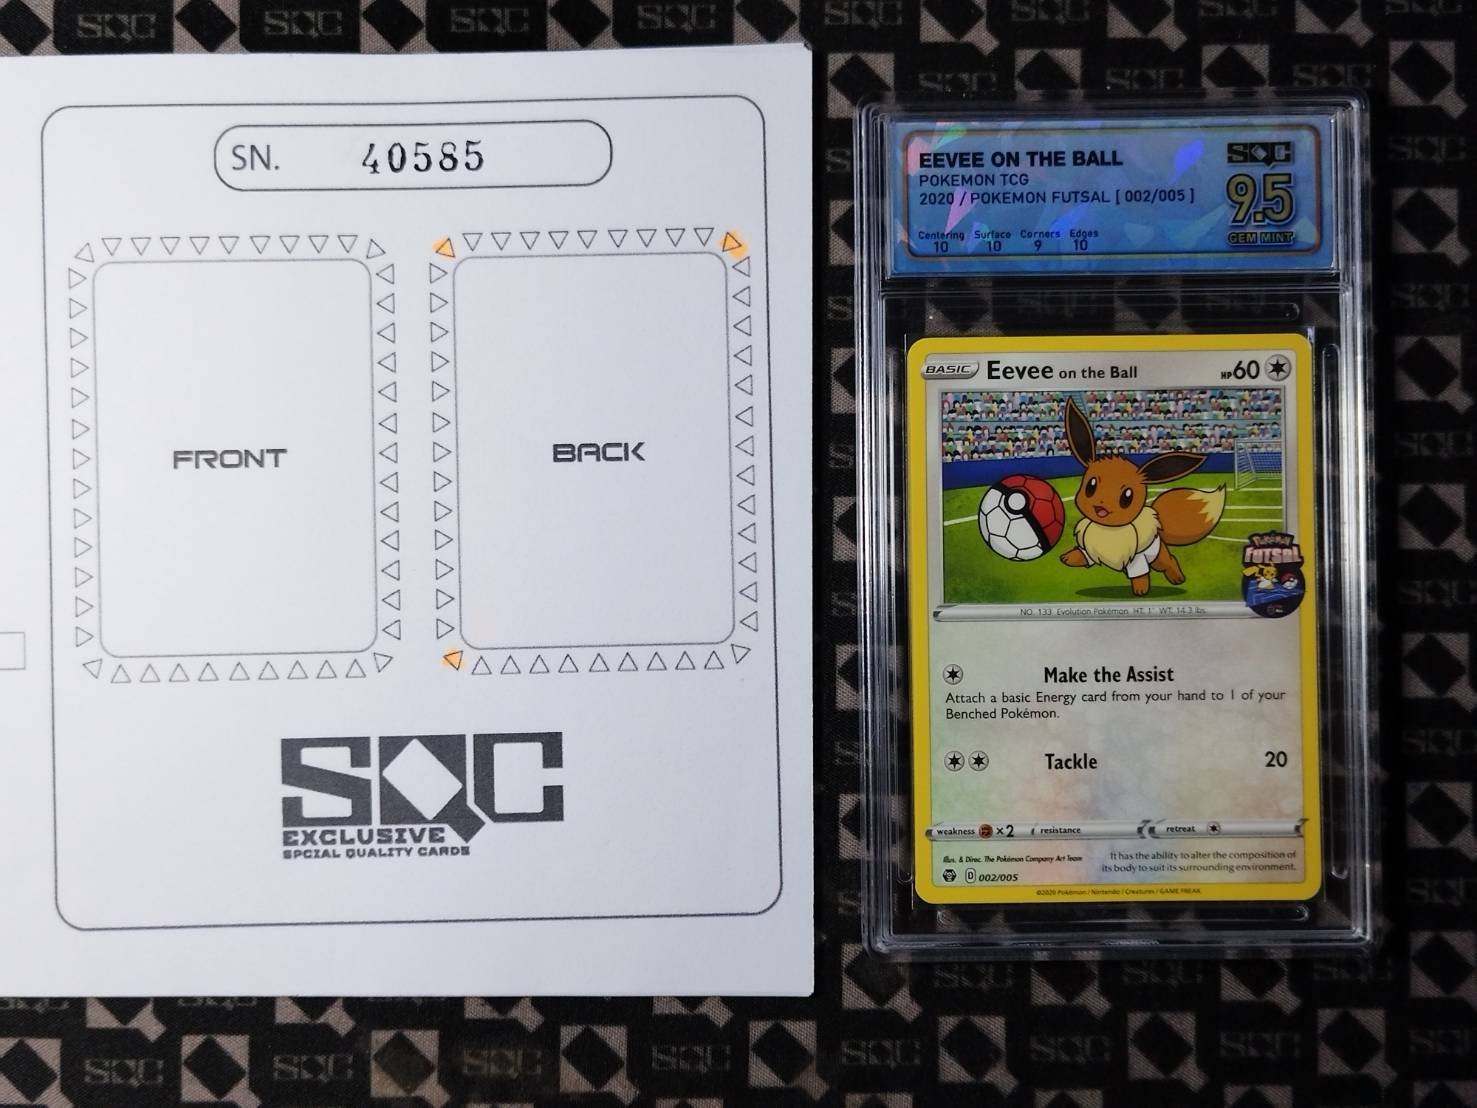 SN. 40585
FRONT
BACK
SQC
EXCLUSIVE
SPCIAL QUALITY CARDS
EEVEE ON THE BALL
POKEMON TCG
2020 / POKEMON FUTSAL [ 002/005 ]
Centering Surface Corners Edges
10 10 9 10
SQC
9.5
GEM MINT
BASIC Eevee on the Ball HP 60
Pokémon
FUTSAL
NO. 133 Evolution Pokémon HT. 1' WT. 14.3 lbs.
Make the Assist
Attach a basic Energy card from your hand to 1 of your
Benched Pokémon.
Tackle 20
weakness ×2 resistance retreat
Illus. & Direc. The Pokémon Company Art Team
It has the ability to alter the composition of
its body to suit its surrounding environment.
D 002/005
©2020 Pokémon / Nintendo / Creatures / GAME FREAK